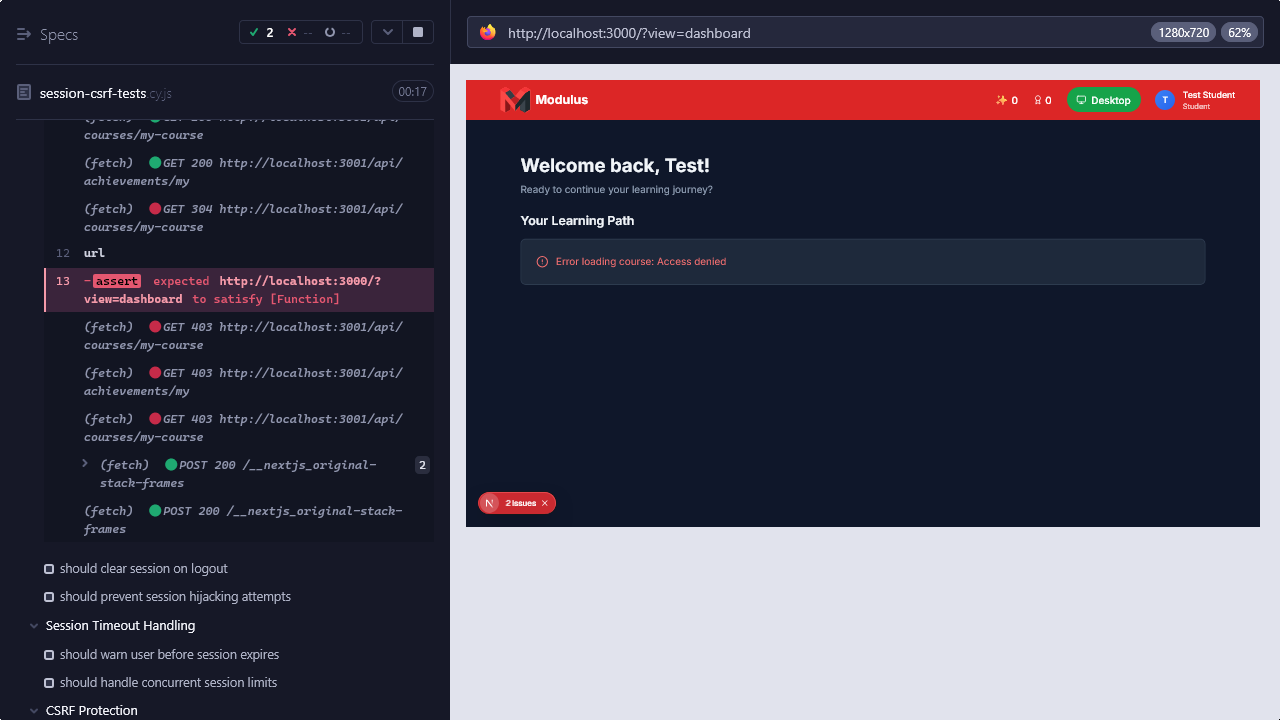 Specs
2
--
--
session-csrf-tests.cy.js
00:17
courses/my-course
(fetch) GET 200 http://localhost:3001/api/
achievements/my
(fetch) GET 304 http://localhost:3001/api/
courses/my-course
12 url
13 -assert expected http://localhost:3000/?
view=dashboard to satisfy [Function]
(fetch) GET 403 http://localhost:3001/api/
courses/my-course
(fetch) GET 403 http://localhost:3001/api/
achievements/my
(fetch) GET 403 http://localhost:3001/api/
courses/my-course
(fetch) POST 200 /__nextjs_original-
stack-frames
2
(fetch) POST 200 /__nextjs_original-stack-
frames
should clear session on logout
should prevent session hijacking attempts
Session Timeout Handling
should warn user before session expires
should handle concurrent session limits
CSRF Protection
http://localhost:3000/?view=dashboard
1280x720
62%
Modulus
0
0
Desktop
T
Test Student
Student
Welcome back, Test!
Ready to continue your learning journey?
Your Learning Path
Error loading course: Access denied
N
2 Issues